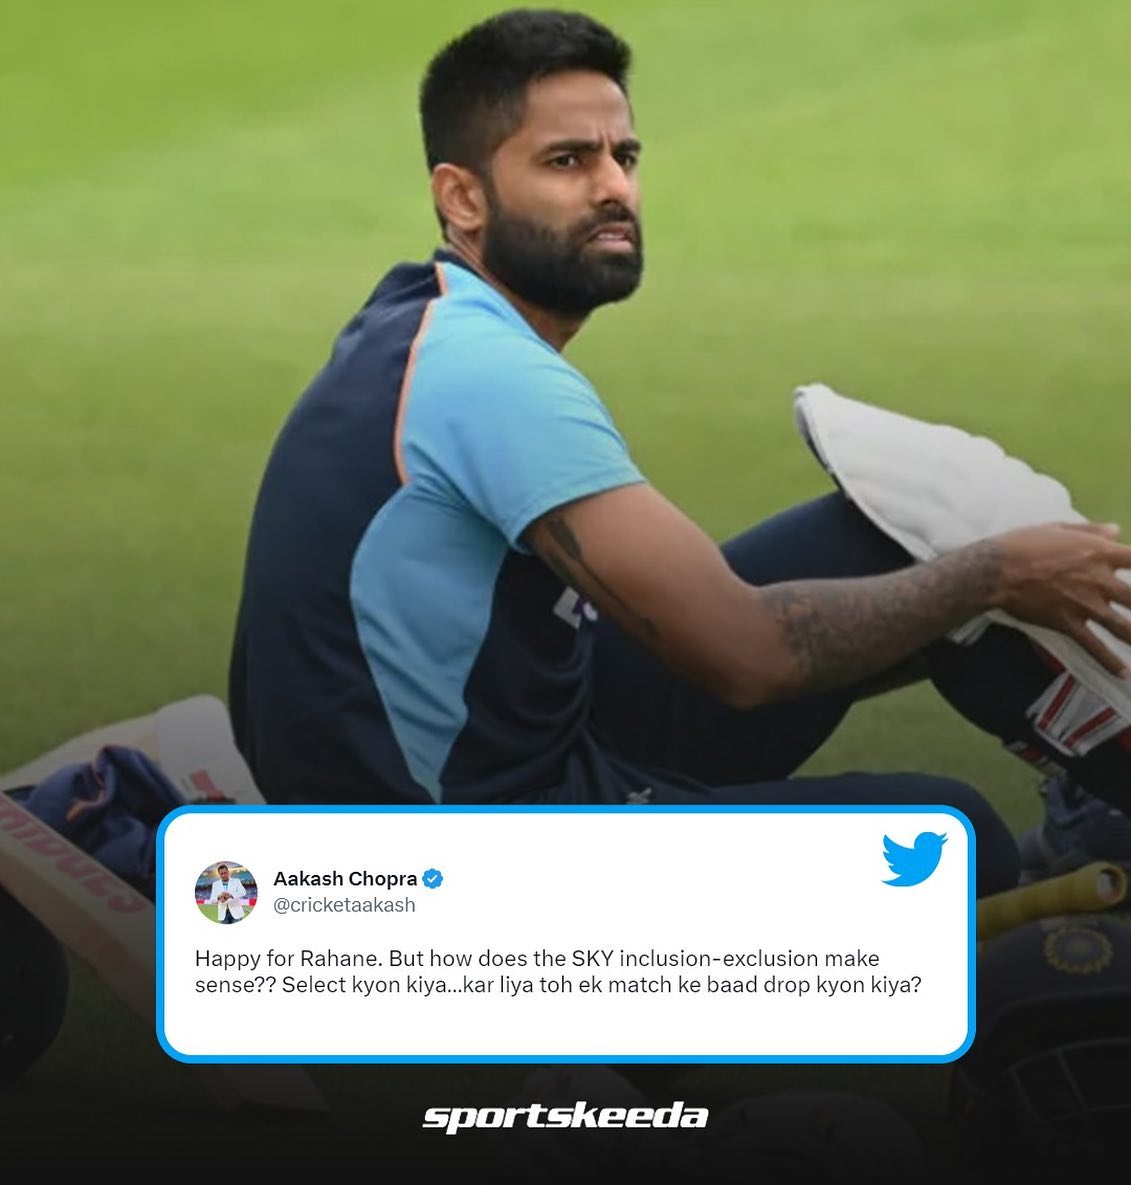 Aakash Chopra
@cricketaakash
Happy for Rahane. But how does the SKY inclusion-exclusion make
sense?? Select kyon kiya...kar liya toh ek match ke baad drop kyon kiya?
sportskeeda